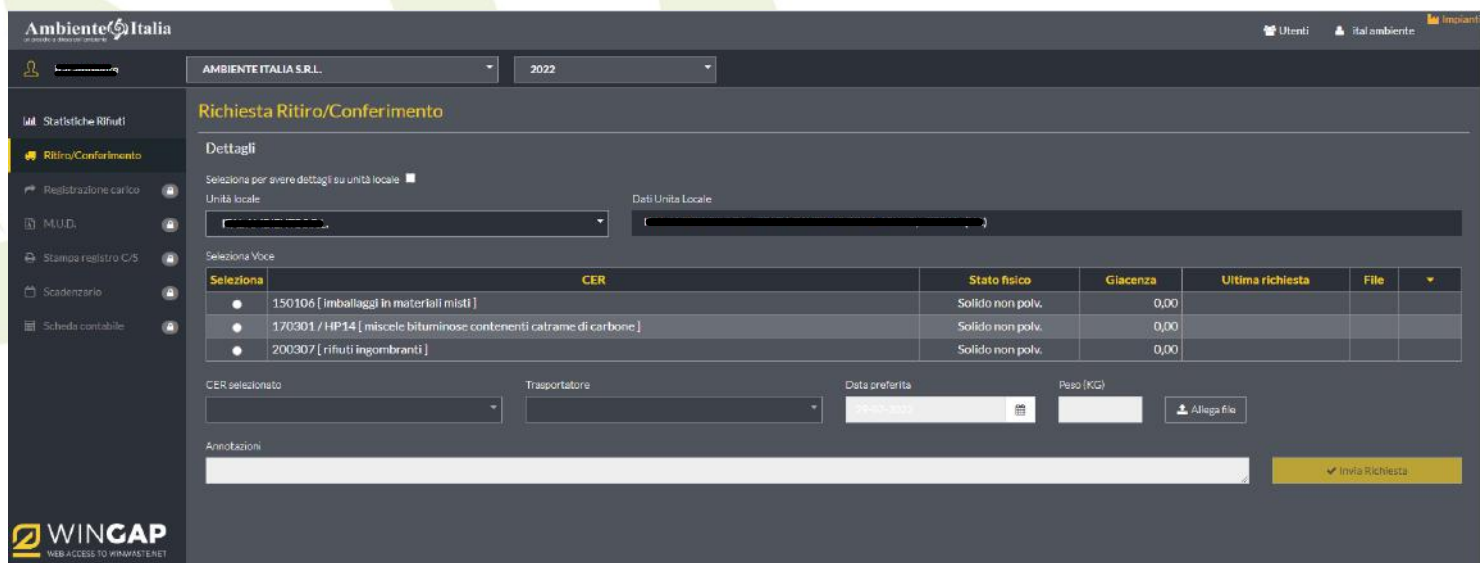 Ambiente Italia
Impianti
Utenti
ital ambiente
AMBIENTE ITALIA S.R.L.
2022
Statistiche Rifiuti
Ritiro/Conferimento
Registrazione carico
M.U.D.
Stampa registro C/S
Scadenzario
Scheda contabile
Richiesta Ritiro/Conferimento
Dettagli
Seleziona per avere dettagli su unità locale
Unità locale Dati Unita Locale
Seleziona Voce
Seleziona CER Stato fisico Giacenza Ultima richiesta File
150106 [ imballaggi in materiali misti ] Solido non polv. 0,00
170301 / HP14 [ miscele bituminose contenenti catrame di carbone ] Solido non polv. 0,00
200307 [ rifiuti ingombranti ] Solido non polv. 0,00
CER selezionato Trasportatore Data preferita Peso (KG)
Allega file
Annotazioni
Invia Richiesta
WINGAP
WEB ACCESS TO WINWASTE.NET